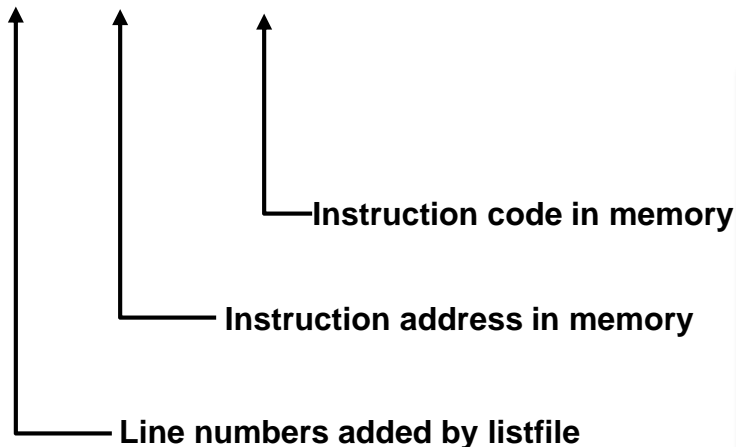 Instruction code in memory
Instruction address in memory
Line numbers added by listfile